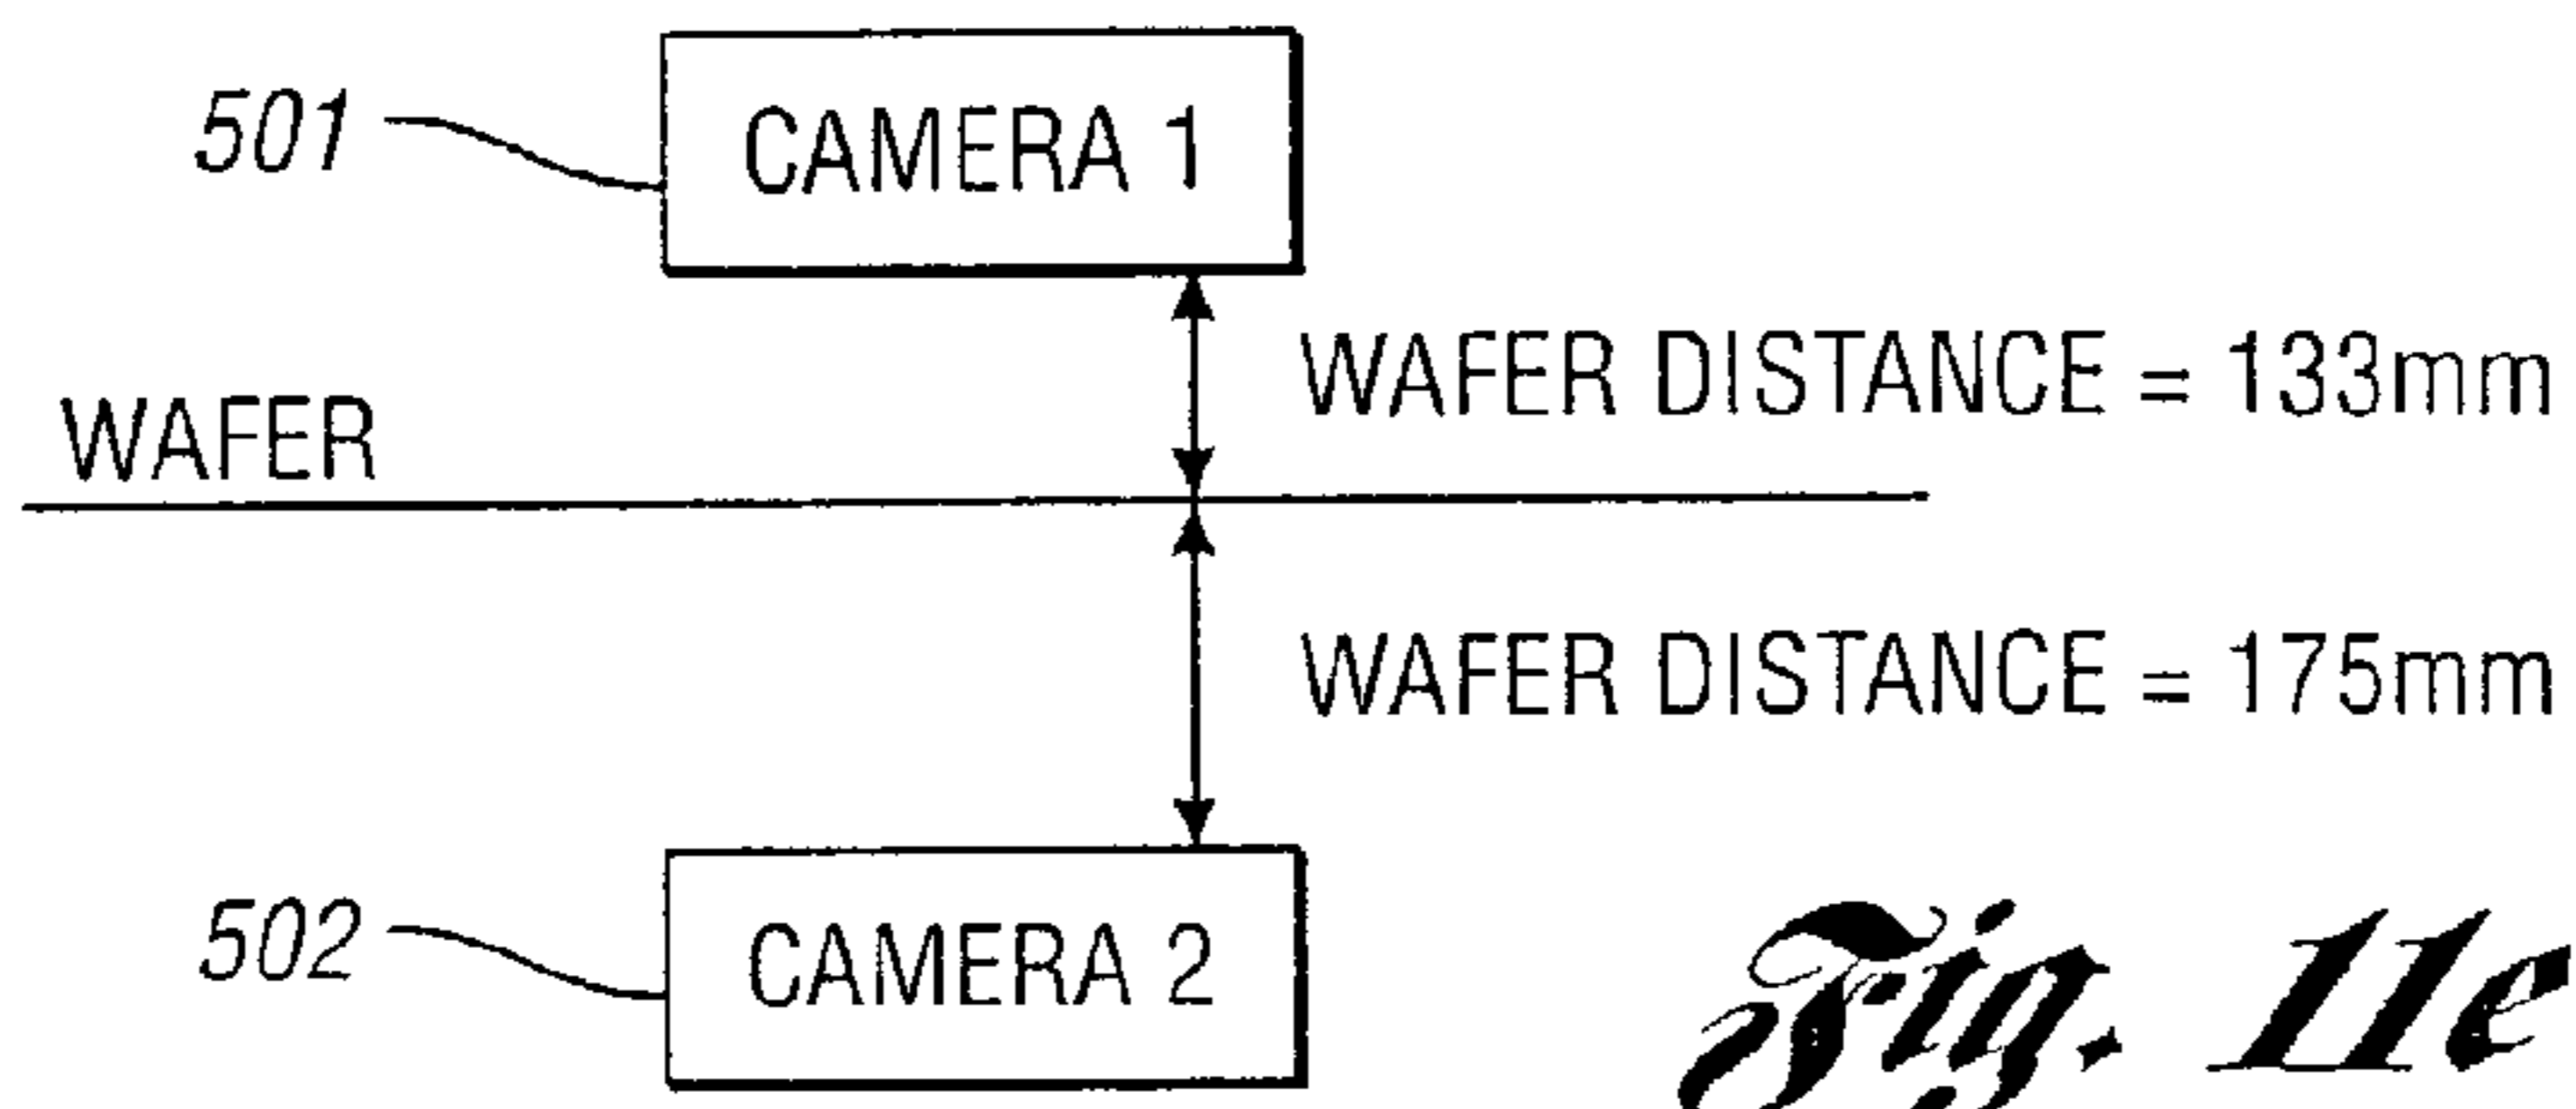 501
CAMERA 1
WAFER DISTANCE = 133mm
WAFER
WAFER DISTANCE = 175mm
502
CAMERA 2
Fig. 11e